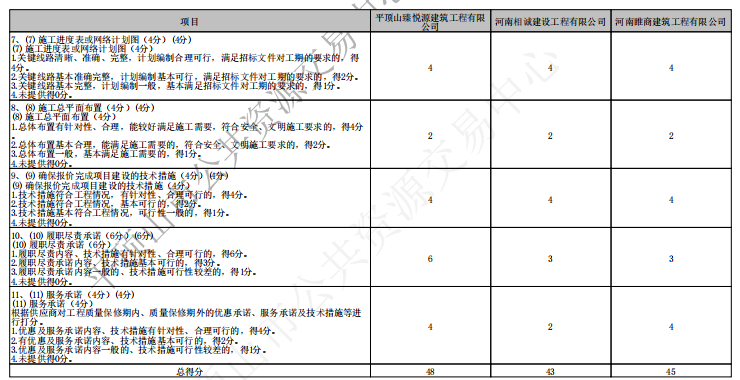 项目 平顶山臻悦源建筑工程有限公司 河南相诚建设工程有限公司 河南睢商建筑工程有限公司
7、(7) 施工进度表或网络计划图（4分）(4分)
(7) 施工进度表或网络计划图（4分）
1.关键线路清晰、准确、完整，计划编制合理可行，满足招标文件对工期的要求的，得
4分。
2.关键线路基本准确完整，计划编制基本可行，满足招标文件对工期的要求的，得2分。
3.关键线路基本完整，计划编制一般，基本满足招标文件对工期的要求的，得1分。
4.未提供得0分。
4 4 4
8、(8) 施工总平面布置（4分）(4分)
(8) 施工总平面布置（4分）
1.总体布置有针对性、合理，能较好满足施工需要，符合安全、文明施工要求的，得4分
。
2.总体布置基本合理，能满足施工需要的，符合安全、文明施工要求的，得2分。
3.总体布置一般，基本满足施工需要的，得1分。
4.未提供得0分。
2 2 2
9、(9) 确保报价完成项目建设的技术措施（4分）(4分)
(9) 确保报价完成项目建设的技术措施（4分）
1.技术措施符合工程情况，有针对性、合理可行的，得4分。
2.技术措施符合工程情况，基本可行的，得2分。
3.技术措施基本符合工程情况，可行性一般的，得1分。
4.未提供得0分。
4 4 4
10、(10) 履职尽责承诺（6分）(6分)
(10) 履职尽责承诺（6分）
1.履职尽责内容、技术措施有针对性、合理可行的，得6分。
2.履职尽责承诺内容、技术措施基本可行的，得3分。
3.履职尽责承诺内容一般的、技术措施可行性较差的，得1分。
4.未提供得0分。
6 3 3
11、(11) 服务承诺（4分）(4分)
(11) 服务承诺（4分）
根据供应商对工程质量保修期内、质量保修期外的优惠承诺、服务承诺及技术措施等进
行打分。
1.优惠及服务承诺内容、技术措施有针对性、合理可行的，得4分。
2.有优惠及服务承诺内容、技术措施基本可行的，得2分。
3.优惠及服务承诺内容一般的、技术措施可行性较差的，得1分。
4.未提供得0分。
4 2 4
总得分 48 43 45